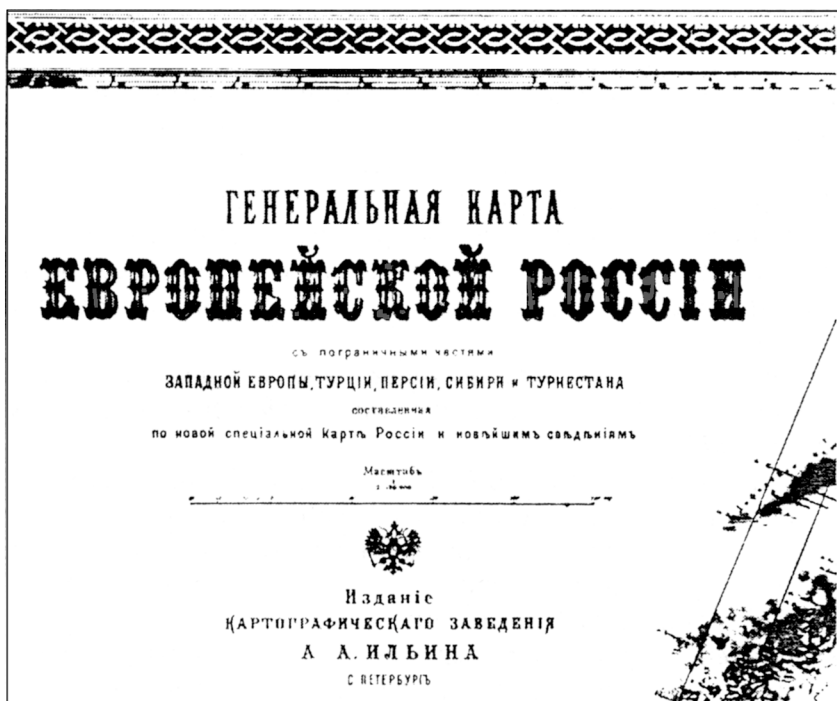 ГЕНЕРАЛЬНАЯ КАРТА
ЕВРОПЕЙСКОЙ РОССІИ
съ пограничными частями
ЗАПАДНОЙ ЕВРОПЫ, ТУРЦІИ, ПЕРСІИ, СИБИРИ и ТУРКЕСТАНА
составленная
по новой спеціальной Картѣ Россіи и новѣйшимъ свѣдѣніямъ
Масштабъ
Изданіе
КАРТОГРАФИЧЕСКАГО ЗАВЕДЕНІЯ
А А. ИЛЬИНА
С ПЕТЕРБУРГЪ